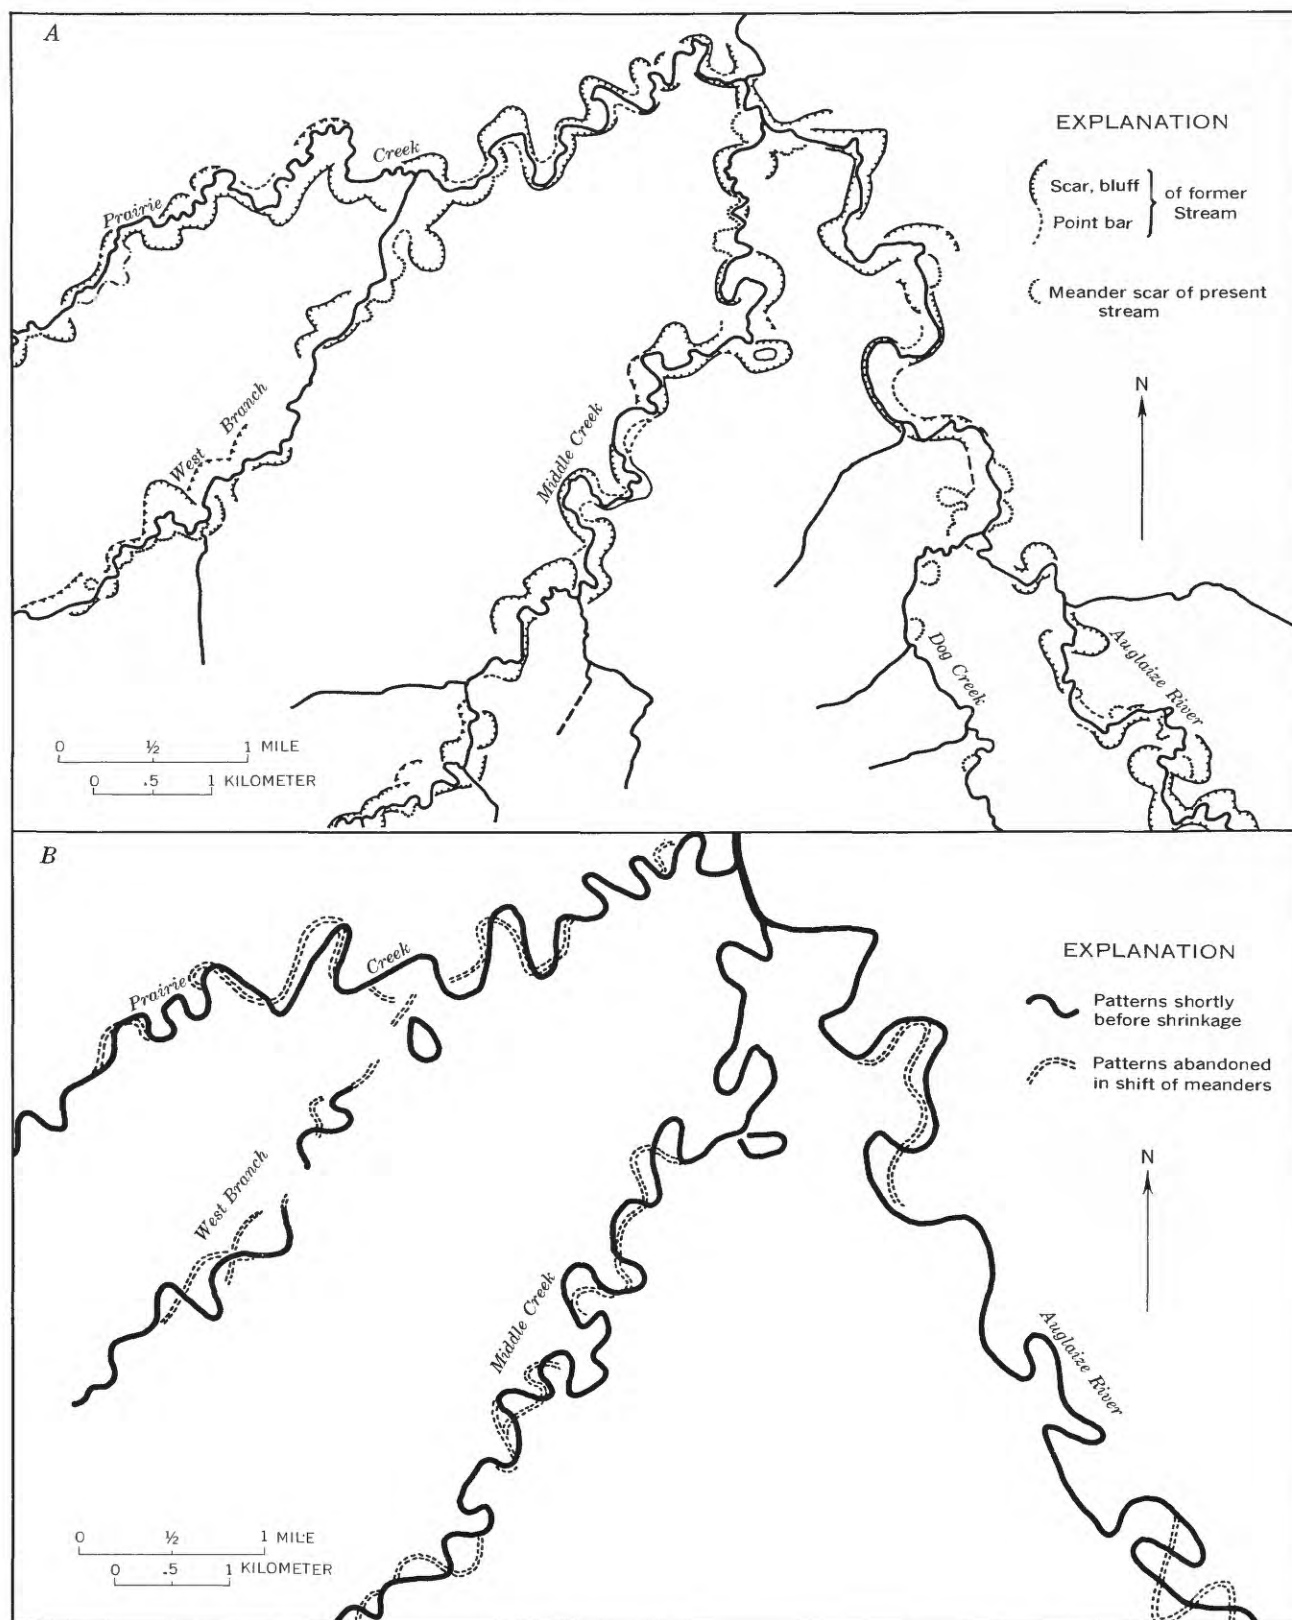 A
EXPLANATION
Scar, bluff
Point bar
of former
Stream
Meander scar of present
stream
N
Prairie
Creek
West
Branch
Middle Creek
Dog Creek
Auglaize River
0 ½ 1 MILE
0 .5 1 KILOMETER
B
EXPLANATION
Patterns shortly
before shrinkage
Patterns abandoned
in shift of meanders
N
Prairie
Creek
West Branch
Middle Creek
Auglaize River
0 ½ 1 MILE
0 .5 1 KILOMETER